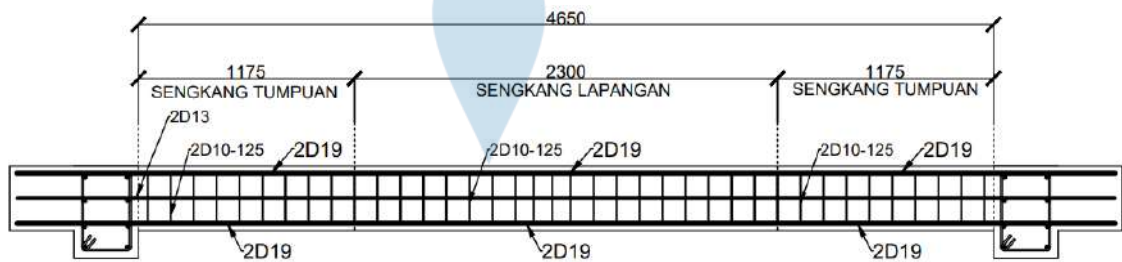 4650
1175
2300
1175
SENGKANG TUMPUAN
SENGKANG LAPANGAN
SENGKANG TUMPUAN
2D13
2D10-125
2D19
2D10-125
2D19
2D10-125
2D19
2D19
2D19
2D19